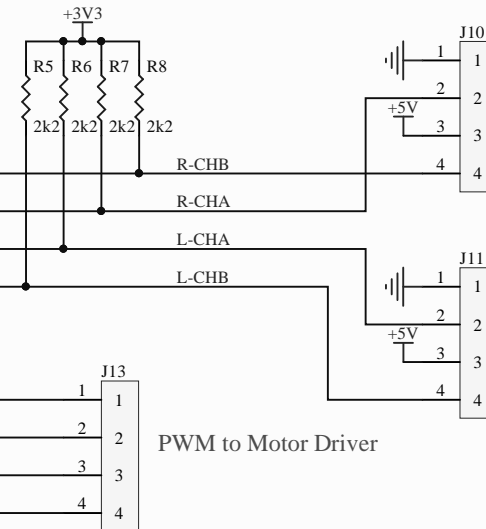 +3V3
R5 R6 R7 R8
2k2 2k2 2k2 2k2
J10
1 1
2 2
+5V
3 3
4 4
R-CHB
R-CHA
L-CHA
L-CHB
J11
1 1
2 2
+5V
3 3
4 4
J13
1 1
2 2
3 3
4 4
PWM to Motor Driver